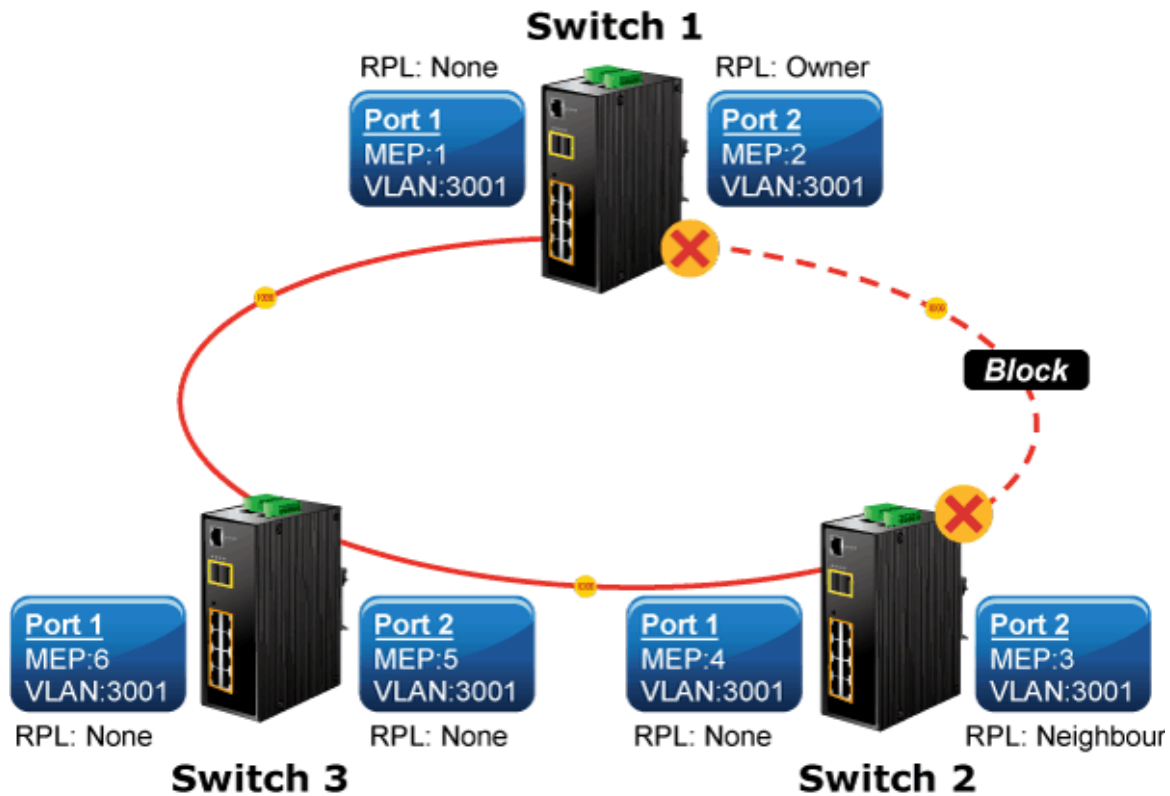 Switch 1
RPL: None
RPL: Owner
Port 1
MEP:1
VLAN:3001
Port 2
MEP:2
VLAN:3001
Block
Port 1
MEP:6
VLAN:3001
RPL: None
Port 2
MEP:5
VLAN:3001
RPL: None
Port 1
MEP:4
VLAN:3001
RPL: None
Port 2
MEP:3
VLAN:3001
RPL: Neighbour
Switch 3
Switch 2